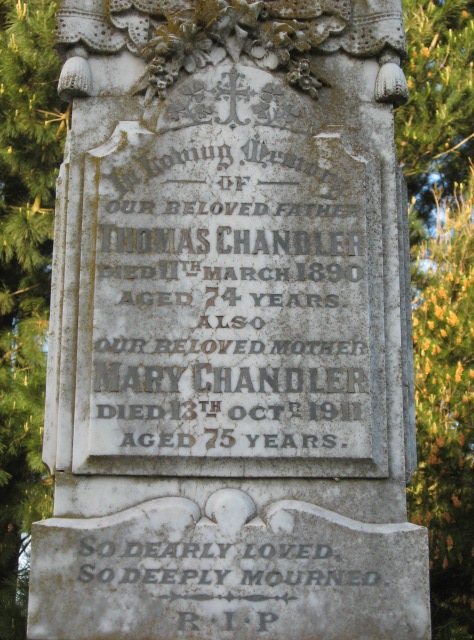 In Loving Memory
OF
OUR BELOVED FATHER
THOMAS CHANDLER
DIED 11TH MARCH 1890
AGED 74 YEARS.
ALSO
OUR BELOVED MOTHER
MARY CHANDLER
DIED 13TH OCTR 1911
AGED 75 YEARS.
SO DEARLY LOVED,
SO DEEPLY MOURNED.
R.I.P